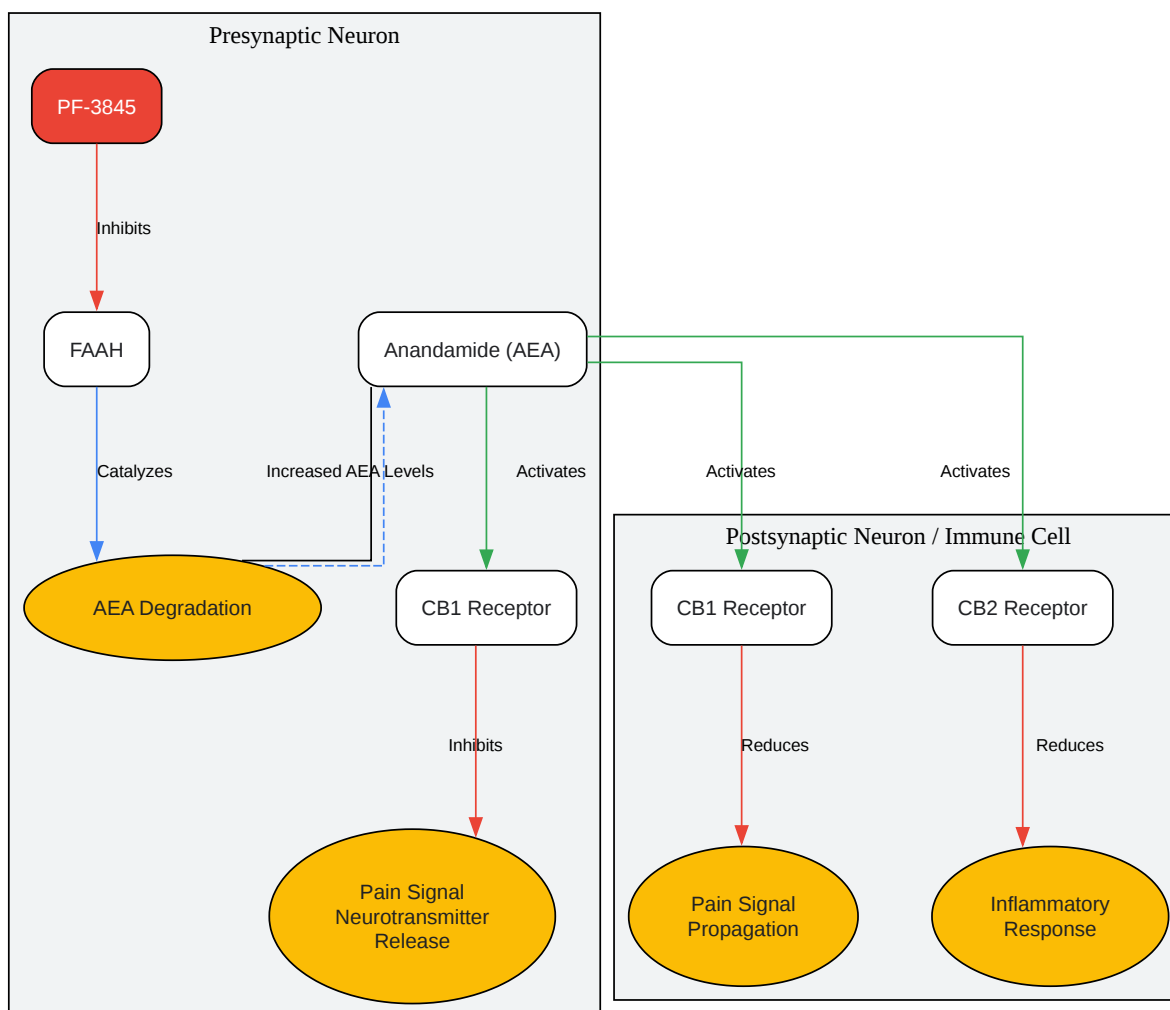 Presynaptic Neuron
PF-3845
Inhibits
FAAH
Anandamide (AEA)
Catalyzes
Increased AEA Levels
Activates
Activates
Activates
Postsynaptic Neuron / Immune Cell
AEA Degradation
CB1 Receptor
CB1 Receptor
CB2 Receptor
Inhibits
Reduces
Reduces
Pain Signal
Neurotransmitter
Release
Pain Signal
Propagation
Inflammatory
Response